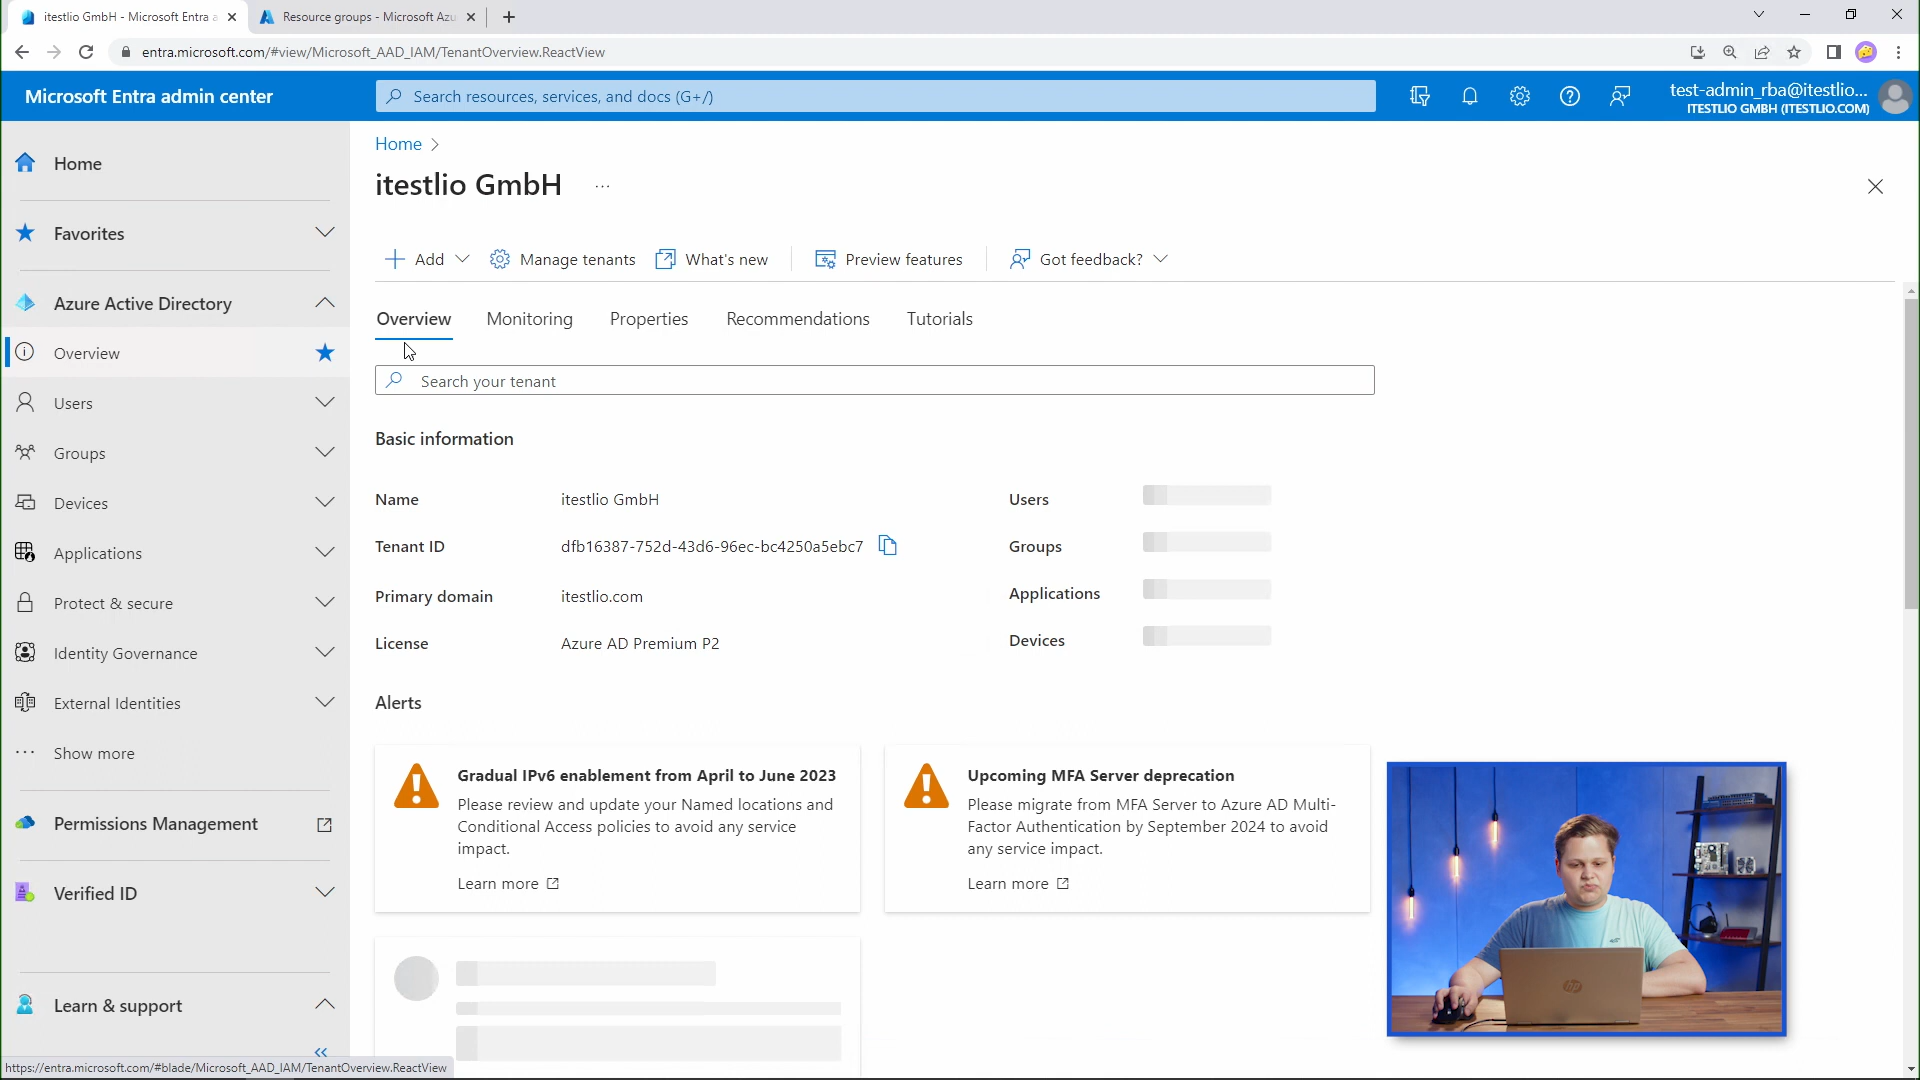 itestlio GmbH - Microsoft Entra a
Resource groups - Microsoft Azu
entra.microsoft.com/#view/Microsoft_AAD_IAM/TenantOverview.ReactView
Microsoft Entra admin center
Search resources, services, and docs (G+/)
test-admin_rba@itestlio...
ITESTLIO GMBH (ITESTLIO.COM)
Home
Favorites
Azure Active Directory
Overview
Users
Groups
Devices
Applications
Protect & secure
Identity Governance
External Identities
Show more
Permissions Management
Verified ID
Learn & support
Home
itestlio GmbH
Add
Manage tenants
What's new
Preview features
Got feedback?
Overview
Monitoring
Properties
Recommendations
Tutorials
Search your tenant
Basic information
Name
itestlio GmbH
Users
Tenant ID
dfb16387-752d-43d6-96ec-bc4250a5ebc7
Groups
Primary domain
itestlio.com
Applications
License
Azure AD Premium P2
Devices
Alerts
Gradual IPv6 enablement from April to June 2023
Please review and update your Named locations and
Conditional Access policies to avoid any service
impact.
Learn more
Upcoming MFA Server deprecation
Please migrate from MFA Server to Azure AD Multi-
Factor Authentication by September 2024 to avoid
any service impact.
Learn more
hp
https://entra.microsoft.com/#blade/Microsoft_AAD_IAM/TenantOverview.ReactView